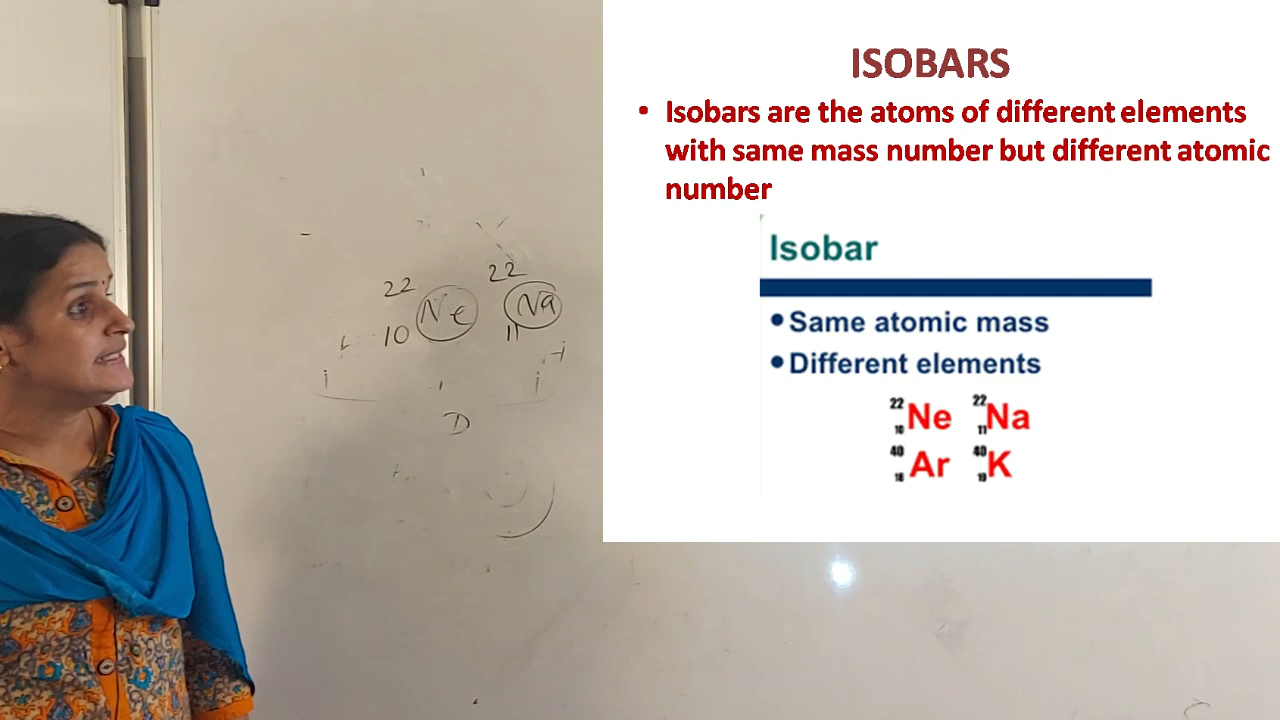 ISOBARS
• Isobars are the atoms of different elements
with same mass number but different atomic
number
Isobar
•Same atomic mass
•Different elements
22 10 Ne 22 11 Na
40 18 Ar 40 19 K
22 10 Ne 22 11 Na
D